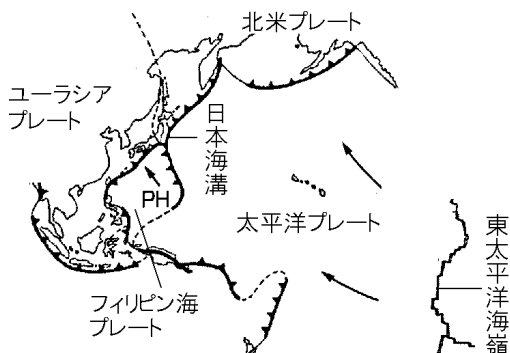 北米プレート
ユーラシア
プレート
日本海溝
PH
太平洋プレート
東太平洋海嶺
フィリピン海
プレート